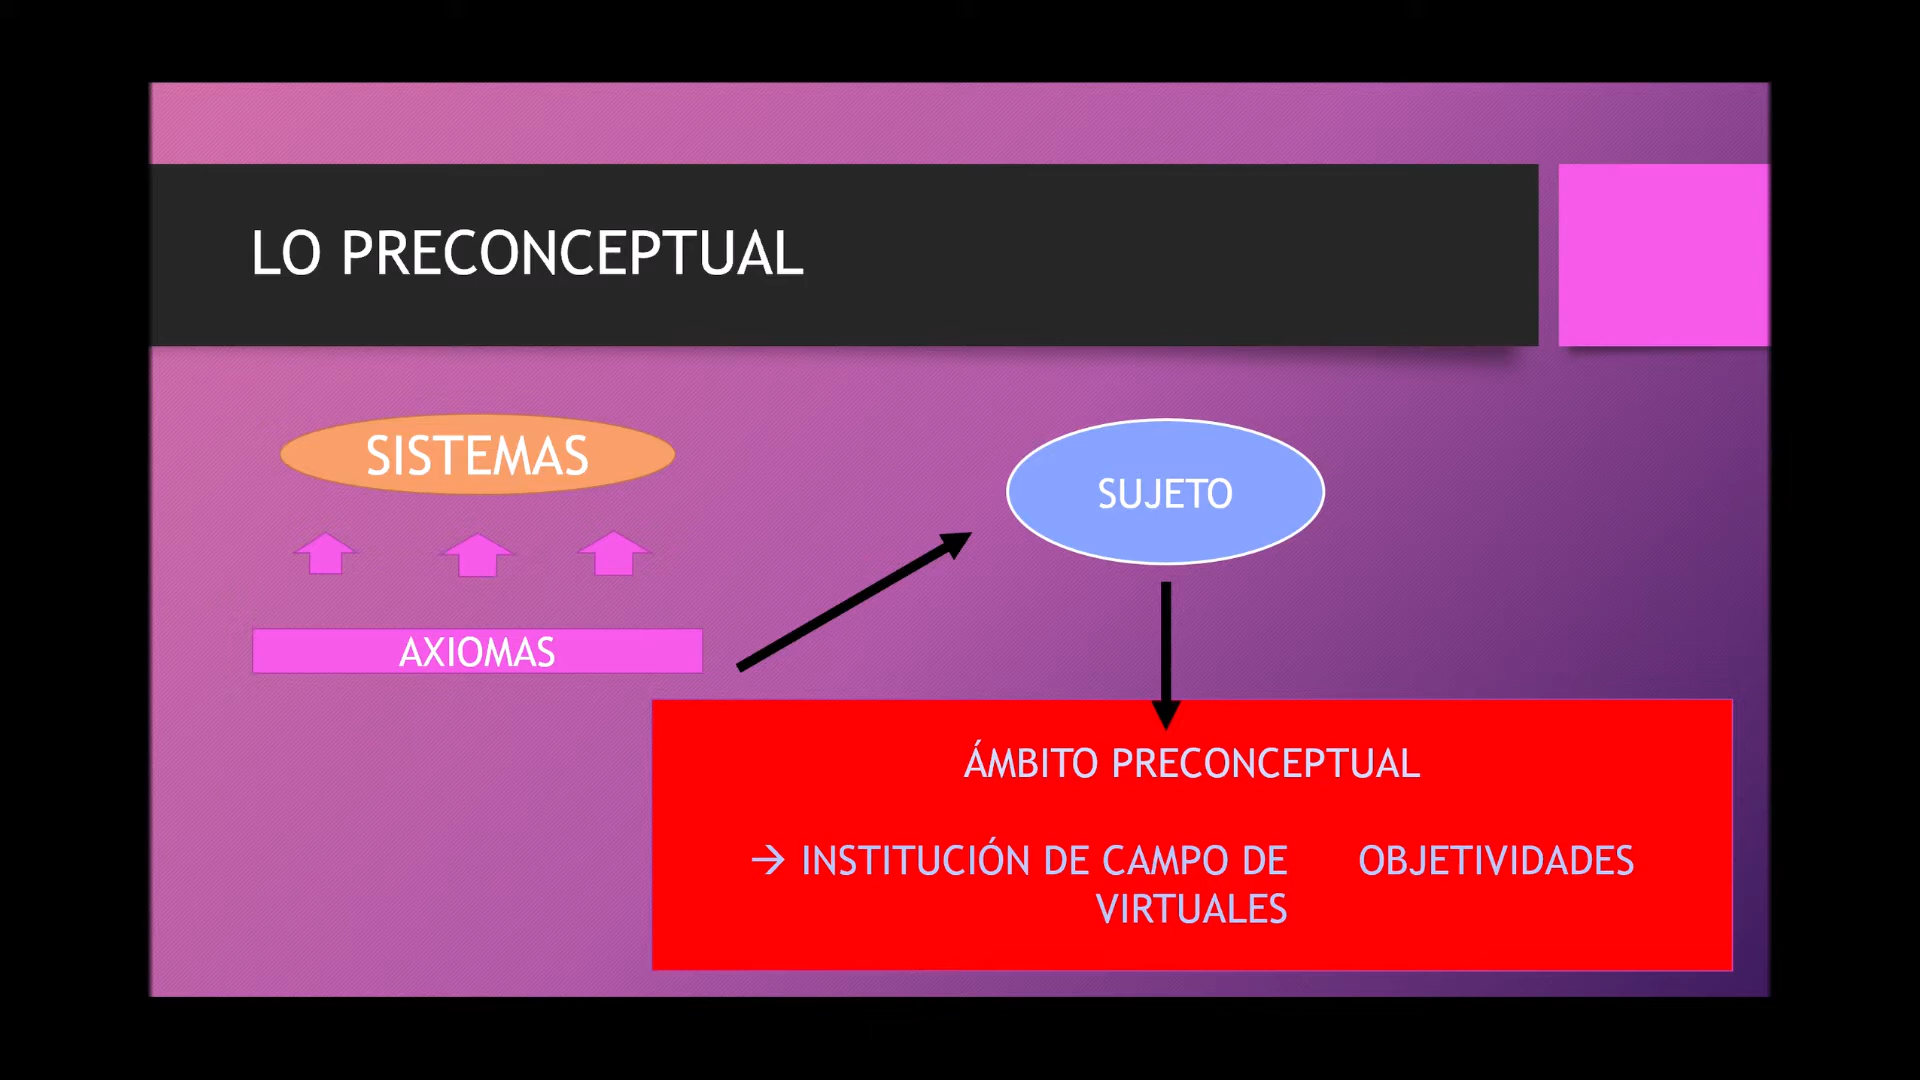 LO PRECONCEPTUAL
SISTEMAS
AXIOMAS
SUJETO
ÁMBITO PRECONCEPTUAL
→ INSTITUCIÓN DE CAMPO DE OBJETIVIDADES
VIRTUALES